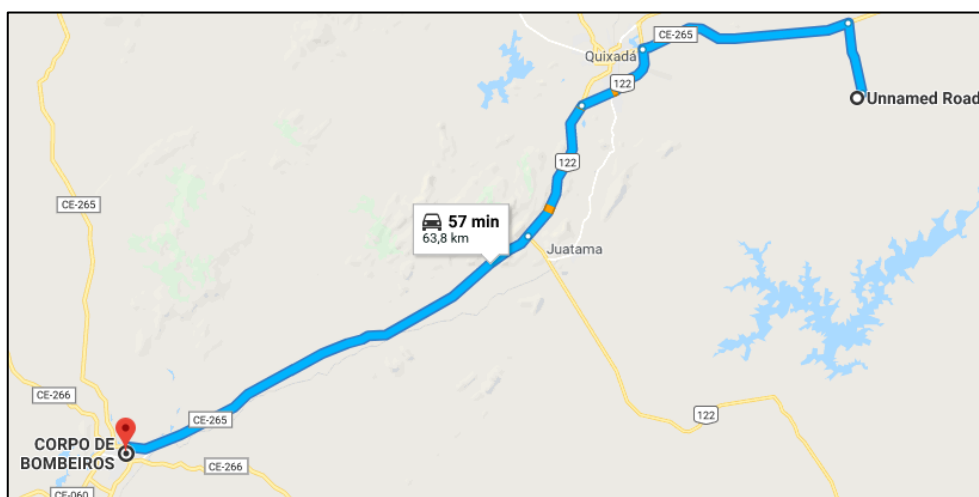 CE-265
Quixadá
122
Unnamed Road
122
CE-265
57 min
63,8 km
Juatama
CE-266
CE-265
122
CORPO DE
BOMBEIROS
CE-266
CE-060